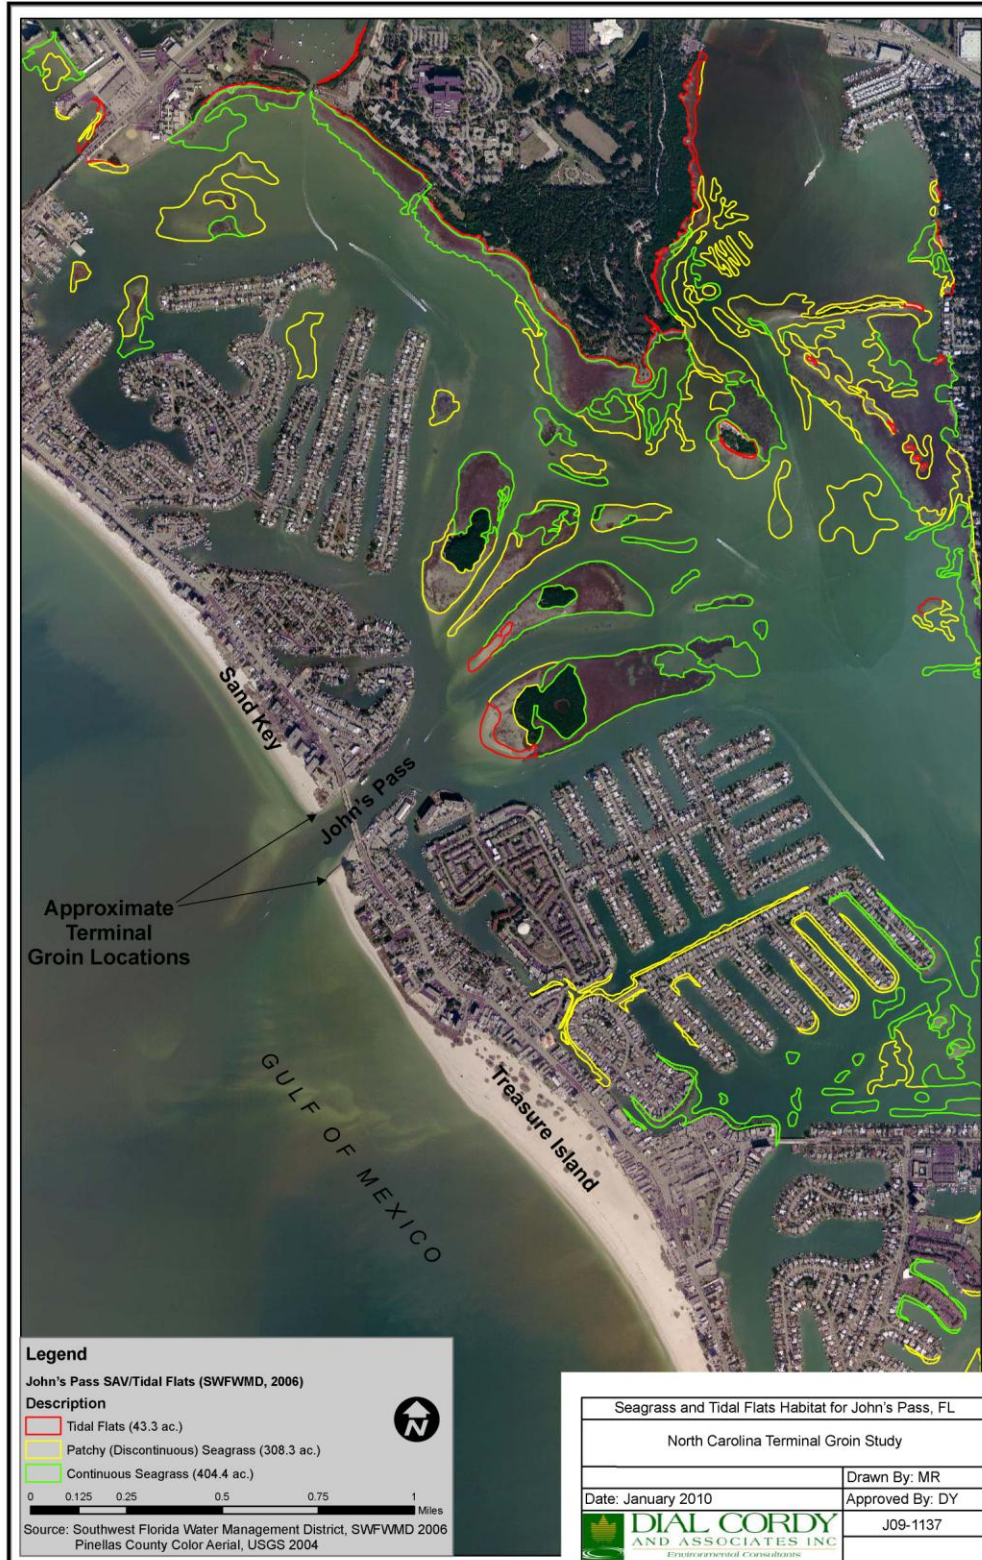 Sand Key
John's Pass
Approximate
Terminal
Groin Locations
Treasure Island
GULF OF MEXICO
Legend
John's Pass SAV/Tidal Flats (SWFWMD, 2006)
Description
Tidal Flats (43.3 ac.)
Patchy (Discontinuous) Seagrass (308.3 ac.)
Continuous Seagrass (404.4 ac.)
N
0 0.125 0.25 0.5 0.75 1
Miles
Source: Southwest Florida Water Management District, SWFWMD 2006
Pinellas County Color Aerial, USGS 2004
Seagrass and Tidal Flats Habitat for John's Pass, FL
North Carolina Terminal Groin Study
Drawn By: MR
Date: January 2010
Approved By: DY
DIAL CORDY
AND ASSOCIATES INC
Environmental Consultants
J09-1137